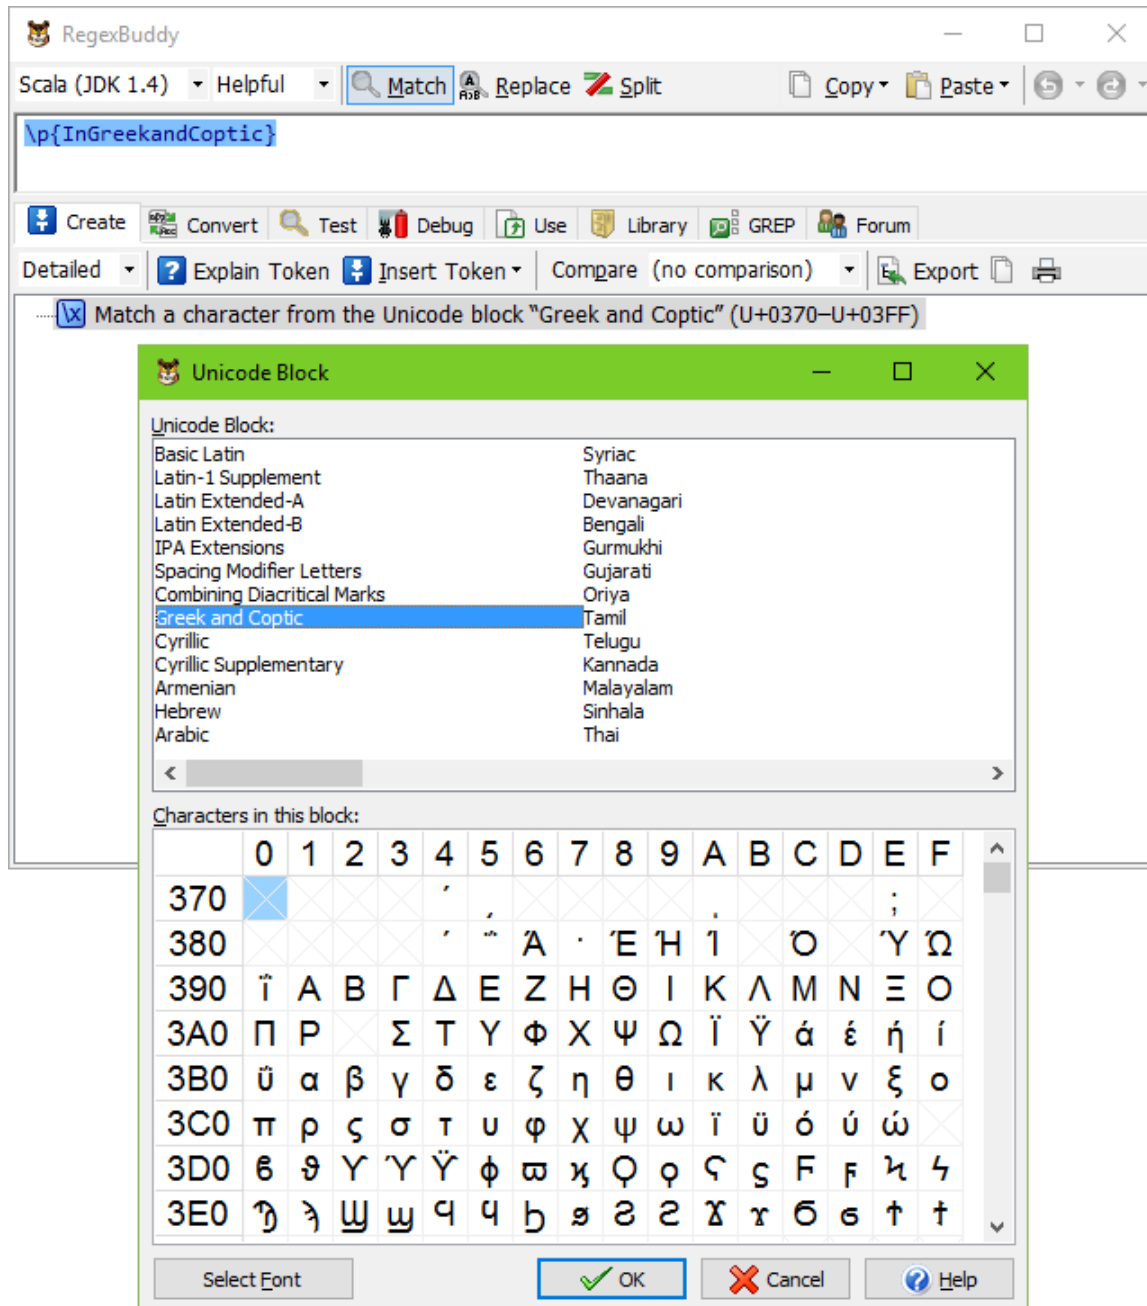 RegexBuddy
Scala (JDK 1.4) Helpful Match Replace Split Copy Paste
\p{InGreekandCoptic}
Create Convert Test Debug Use Library GREP Forum
Detailed Explain Token Insert Token Compare (no comparison) Export
\x Match a character from the Unicode block “Greek and Coptic” (U+0370–U+03FF)
Unicode Block
Unicode Block:
Basic Latin Syriac
Latin-1 Supplement Thaana
Latin Extended-A Devanagari
Latin Extended-B Bengali
IPA Extensions Gurmukhi
Spacing Modifier Letters Gujarati
Combining Diacritical Marks Oriya
Greek and Coptic Tamil
Cyrillic Telugu
Cyrillic Supplementary Kannada
Armenian Malayalam
Hebrew Sinhala
Arabic Thai
Characters in this block:
0 1 2 3 4 5 6 7 8 9 A B C D E F
370 ʹ ͵ ͺ ;
380 ΄ ΅ Ά · Έ Ή Ί Ό Ύ Ώ
390 ΐ Α Β Γ Δ Ε Ζ Η Θ Ι Κ Λ Μ Ν Ξ Ο
3A0 Π Ρ Σ Τ Υ Φ Χ Ψ Ω Ϊ Ϋ ά έ ή ί
3B0 ΰ α β γ δ ε ζ η θ ι κ λ μ ν ξ ο
3C0 π ρ ς σ τ υ φ χ ψ ω ϊ ϋ ό ύ ώ
3D0 ϐ ϑ ϒ ϓ ϔ ϕ ϖ ϗ Ϙ ϙ Ϛ ϛ Ϝ ϝ Ϟ ϟ
3E0 Ϡ ϡ Ϣ ϣ Ϥ ϥ Ϧ ϧ Ϩ ϩ Ϫ ϫ Ϭ ϭ Ϯ ϯ
Select Font OK Cancel Help